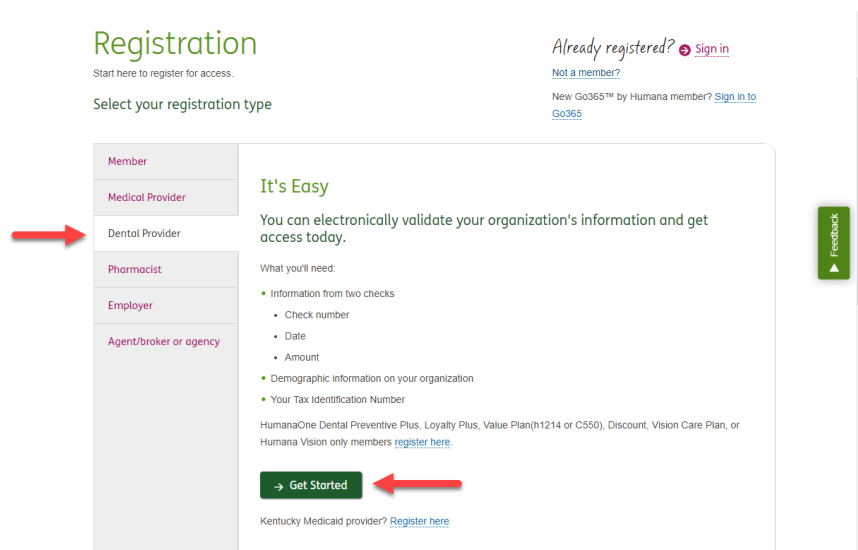 Registration
Start here to register for access.
Select your registration type
Already registered? Sign in
Not a member?
New Go365™ by Humana member? Sign in to
Go365
Member
Medical Provider
Dental Provider
Pharmacist
Employer
Agent/broker or agency
It's Easy
You can electronically validate your organization's information and get
access today.
What you'll need:
Information from two checks
Check number
Date
Amount
Demographic information on your organization
Your Tax Identification Number
HumanaOne Dental Preventive Plus, Loyalty Plus, Value Plan(h1214 or C550), Discount, Vision Care Plan, or
Humana Vision only members register here.
Get Started
Kentucky Medicaid provider? Register here
Feedback